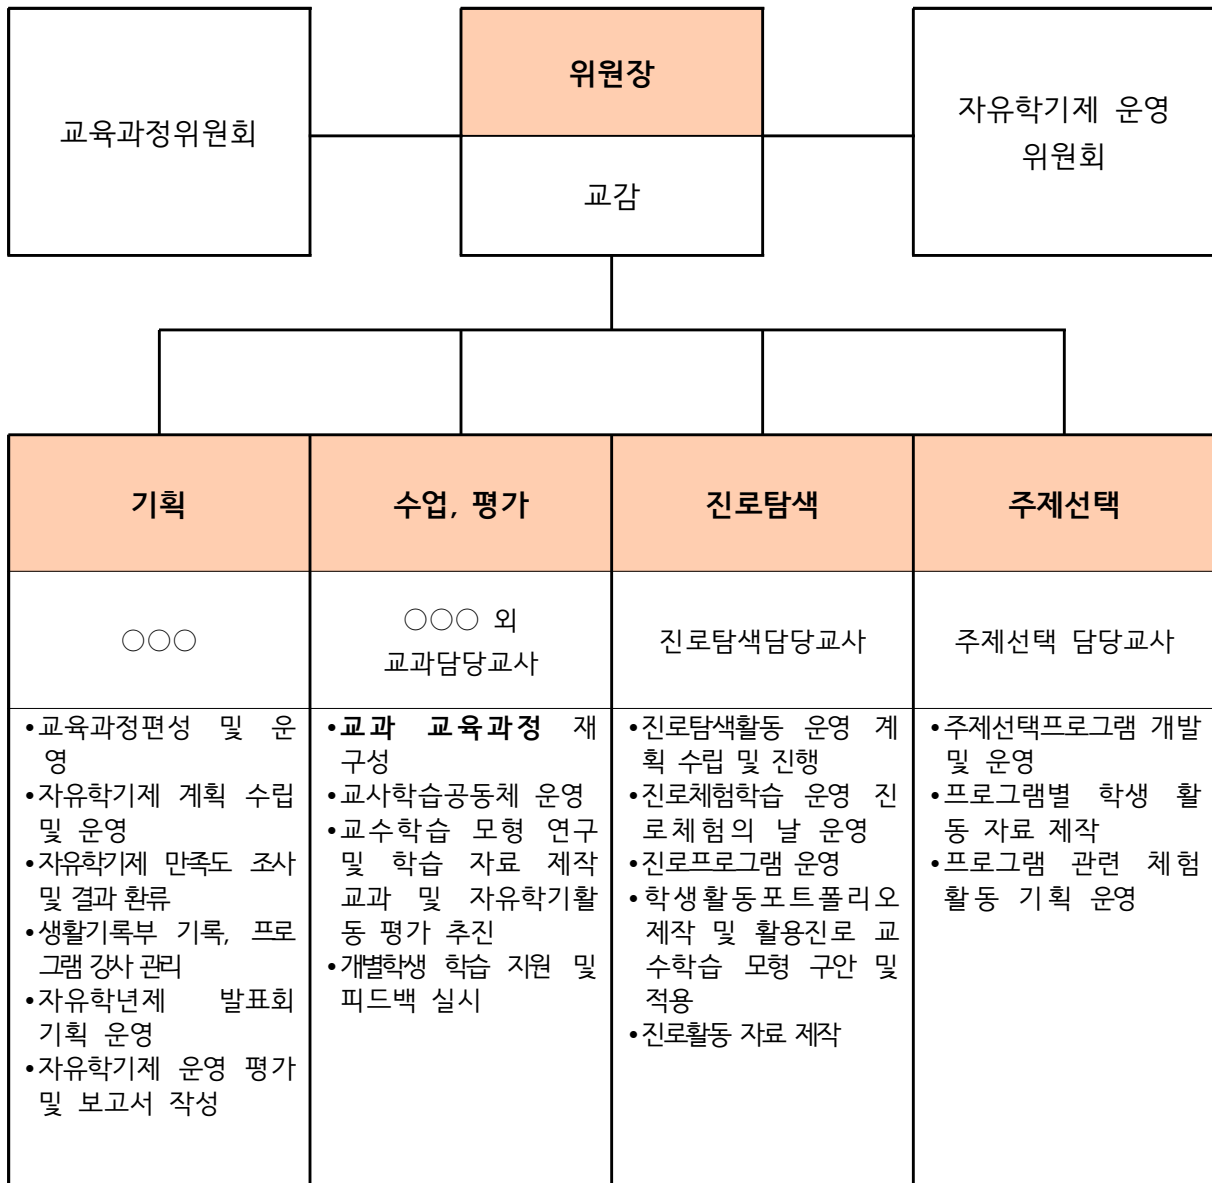 교육과정위원회
위원장
교감
자유학기제 운영
위원회
기획
수업, 평가
진로탐색
주제선택
○○○
○○○ 외
교과담당교사
진로탐색담당교사
주제선택 담당교사
•교육과정편성 및 운
영
•자유학기제 계획 수립
및 운영
•자유학기제 만족도 조사
및 결과 환류
•생활기록부 기록, 프로
그램 강사 관리
•자유학년제 발표회
기획 운영
•자유학기제 운영 평가
및 보고서 작성
•교과 교육과정 재
구성
•교사학습공동체 운영
•교수학습 모형 연구
및 학습 자료 제작
교과 및 자유학기활
동 평가 추진
•개별학생 학습 지원 및
피드백 실시
•진로탐색활동 운영 계
획 수립 및 진행
•진로체험학습 운영 진
로체험의 날 운영
•진로프로그램 운영
•학생활동포트폴리오
제작 및 활용진로 교
수학습 모형 구안 및
적용
•진로활동 자료 제작
•주제선택프로그램 개발
및 운영
•프로그램별 학생 활
동 자료 제작
•프로그램 관련 체험
활동 기획 운영